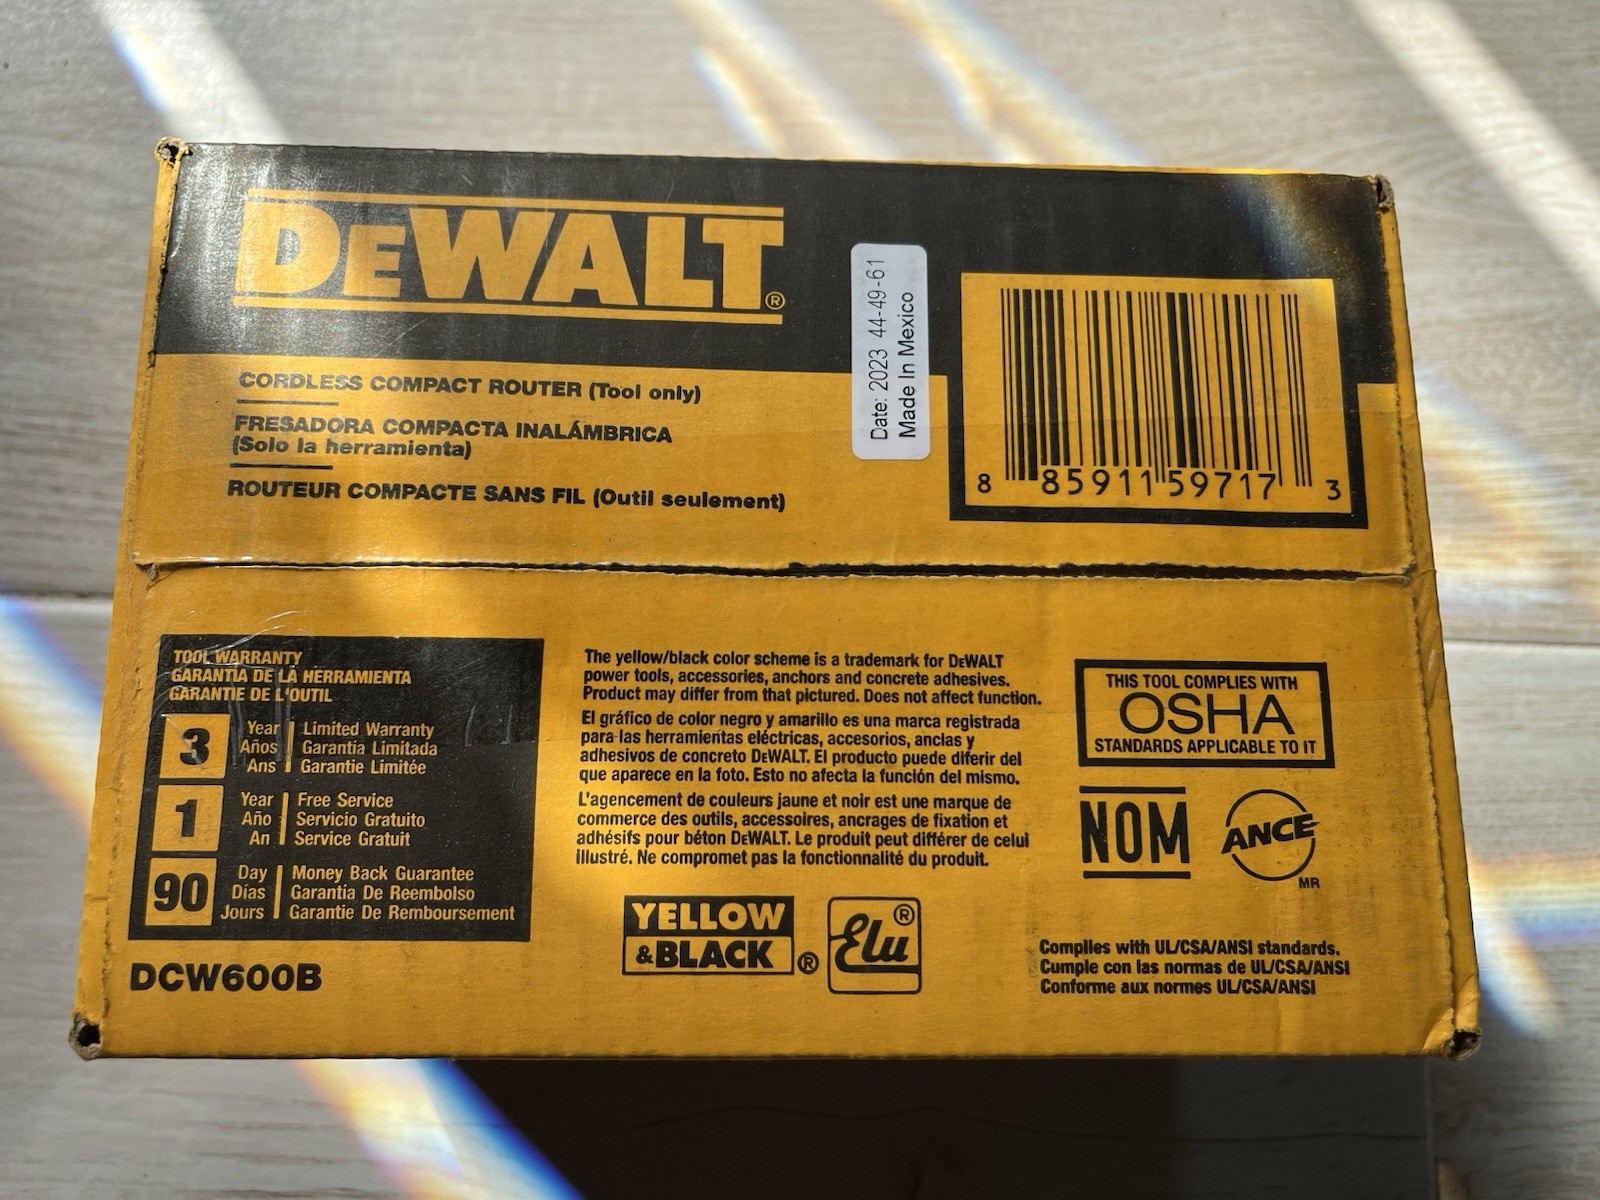 DEWALT®
CORDLESS COMPACT ROUTER (Tool only)
FRESADORA COMPACTA INALÁMBRICA
(Solo la herramienta)
ROUTEUR COMPACTE SANS FIL (Outil seulement)
Date: 2023 44-49-61
Made In Mexico
8 85911 59717 3
TOOL WARRANTY
GARANTÍA DE LA HERRAMIENTA
GARANTIE DE L'OUTIL
3
Year
Años
Ans
Limited Warranty
Garantía Limitada
Garantie Limitée
1
Year
Año
An
Free Service
Servicio Gratuito
Service Gratuit
90
Day
Días
Jours
Money Back Guarantee
Garantía De Reembolso
Garantie De Remboursement
DCW600B
The yellow/black color scheme is a trademark for DEWALT
power tools, accessories, anchors and concrete adhesives.
Product may differ from that pictured. Does not affect function.
El gráfico de color negro y amarillo es una marca registrada
para las herramientas eléctricas, accesorios, anclas y
adhesivos de concreto DEWALT. El producto puede diferir del
que aparece en la foto. Esto no afecta la función del mismo.
L'agencement de couleurs jaune et noir est une marque de
commerce des outils, accessoires, ancrages de fixation et
adhésifs pour béton DEWALT. Le produit peut différer de celui
illustré. Ne compromet pas la fonctionnalité du produit.
YELLOW
&BLACK®
Elu®
THIS TOOL COMPLIES WITH
OSHA
STANDARDS APPLICABLE TO IT
NOM
ANCE
MR
Complies with UL/CSA/ANSI standards.
Cumple con las normas de UL/CSA/ANSI
Conforme aux normes UL/CSA/ANSI